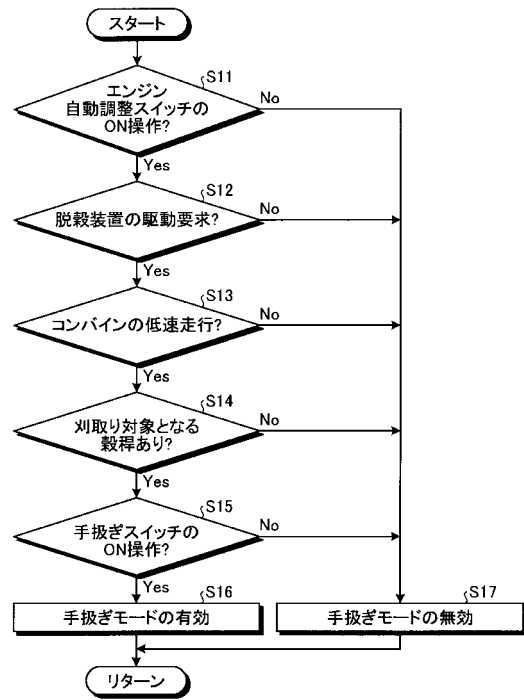 スタート
S11
エンジン
自動調整スイッチの
ON操作?
No
Yes
S12
脱穀装置の駆動要求?
No
Yes
S13
コンバインの低速走行?
No
Yes
S14
刈取り対象となる
穀稈あり?
No
Yes
S15
手扱ぎスイッチの
ON操作?
No
Yes
S16
手扱ぎモードの有効
S17
手扱ぎモードの無効
リターン